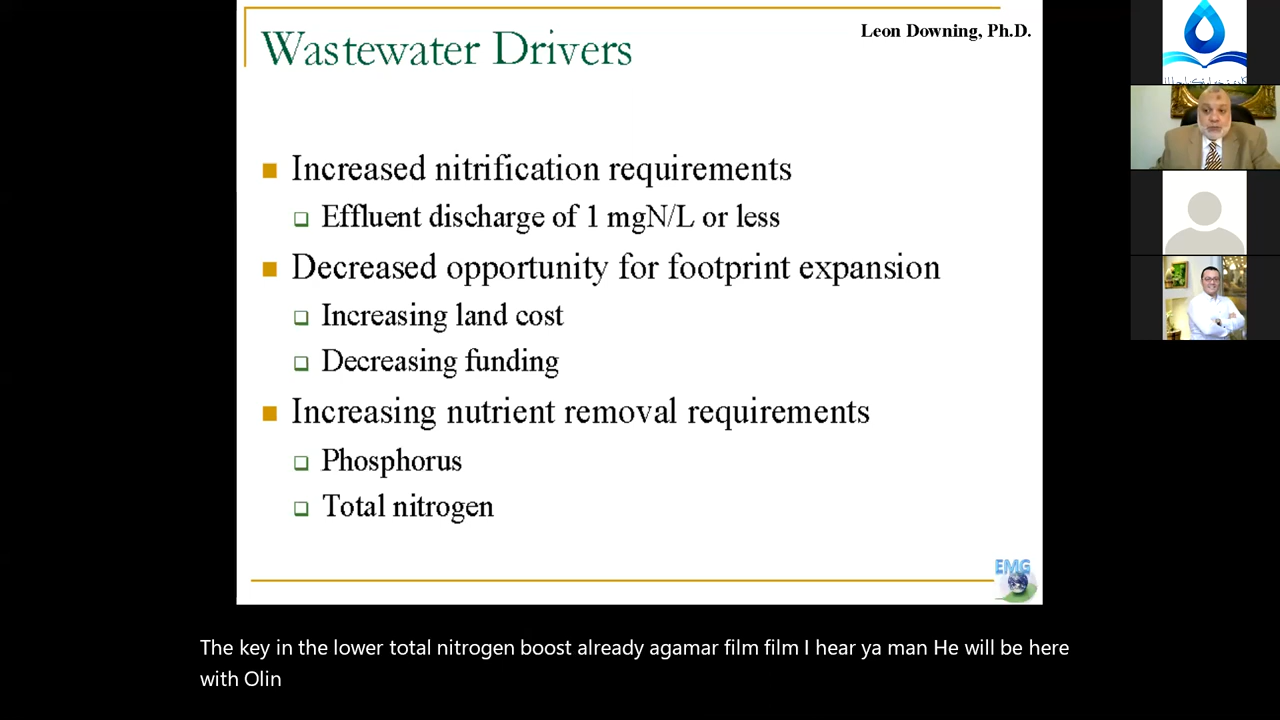 Leon Downing, Ph.D.
Wastewater Drivers
Increased nitrification requirements
Effluent discharge of 1 mgN/L or less
Decreased opportunity for footprint expansion
Increasing land cost
Decreasing funding
Increasing nutrient removal requirements
Phosphorus
Total nitrogen
EMG
The key in the lower total nitrogen boost already agamar film film I hear ya man He will be here
with Olin